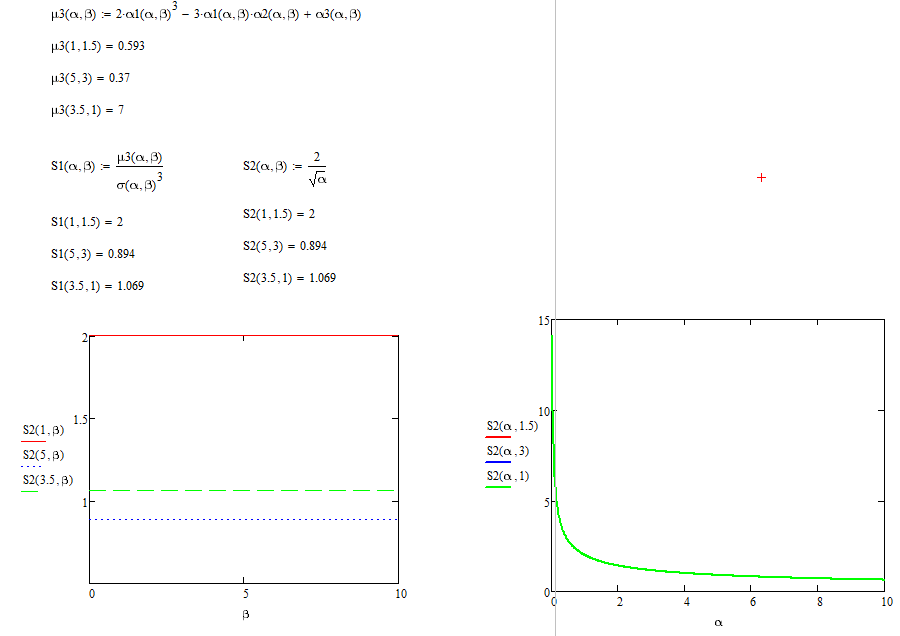 μ3(α,β) := 2·α1(α,β)³ − 3·α1(α,β)·α2(α,β) + α3(α,β)
μ3(1,1.5) = 0.593
μ3(5,3) = 0.37
μ3(3.5,1) = 7
S1(α,β) := μ3(α,β)
σ(α,β)³
S2(α,β) := 2
√α
S1(1,1.5) = 2
S1(5,3) = 0.894
S1(3.5,1) = 1.069
S2(1,1.5) = 2
S2(5,3) = 0.894
S2(3.5,1) = 1.069
2
1.5
1
S2(1,β)
S2(5,β)
S2(3.5,β)
0 5 10
β
15
10
5
0
S2(α,1.5)
S2(α,3)
S2(α,1)
0 2 4 6 8 10
α